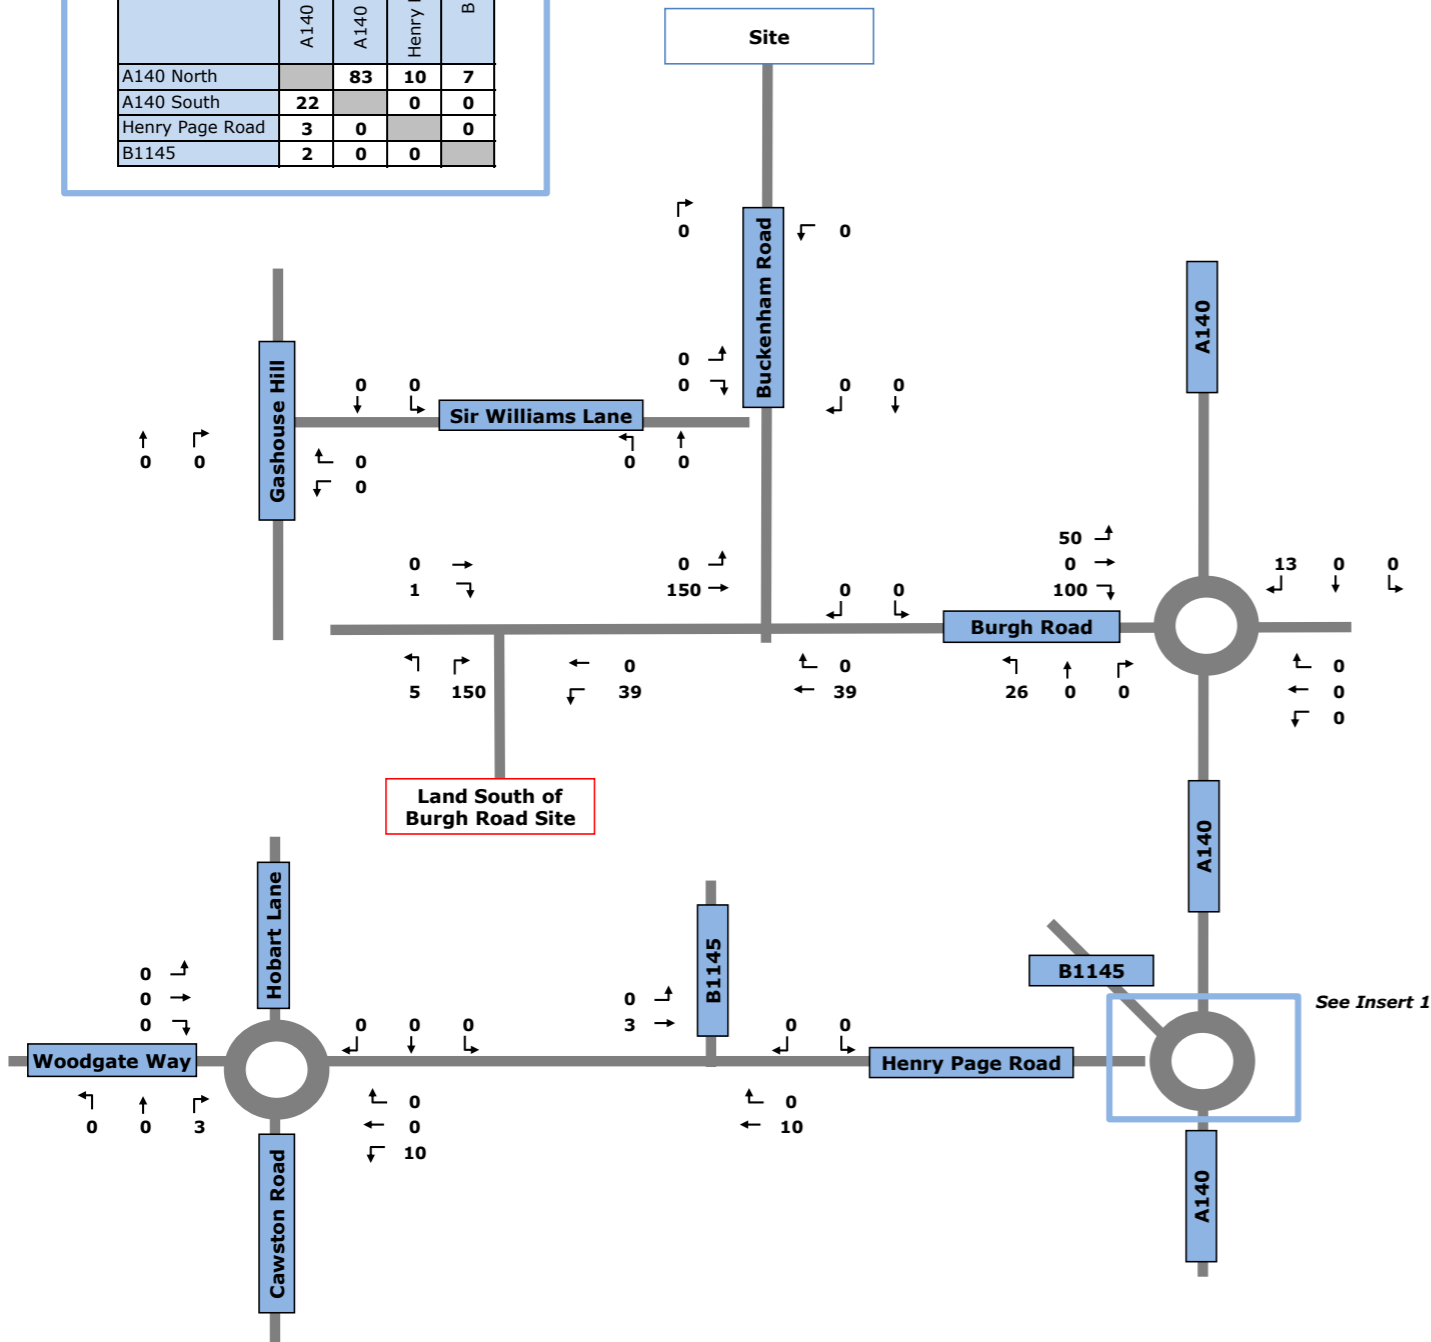 A140
A140
Henry
B
A140 North 83 10 7
A140 South 22 0 0
Henry Page Road 3 0 0
B1145 2 0 0
Site
0
0
Buckenham Road
A140
Gashouse Hill
0 0
Sir Williams Lane
0
0
0 0
0 0
0
0
0 0
0
1
0
150
0 0
50
0
100
13 0 0
Burgh Road
5 150
0
39
0
39
26 0 0
0
0
0
Land South of
Burgh Road Site
A140
Hobart Lane
B1145
B1145
See Insert 1
0
0
0
0 0 0
0
3
0 0
Woodgate Way
Henry Page Road
0 0 3
0
0
10
0
10
Cawston Road
A140